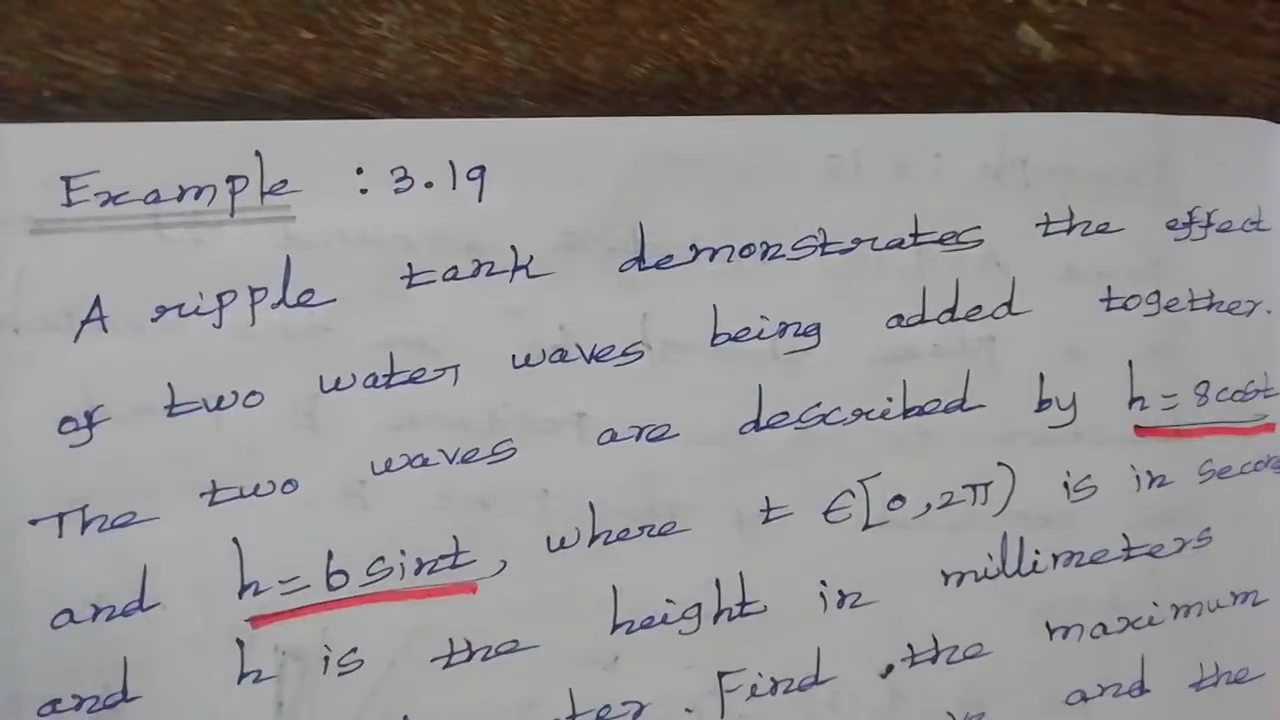 Example : 3.19
A ripple tank demonstrates the effect
of two water waves being added together.
The two waves are described by h = 8 cost
and h = 6 sint, where t ∈ [0, 2π) is in
and h is the height in millimeters
Find , the maximum
and the